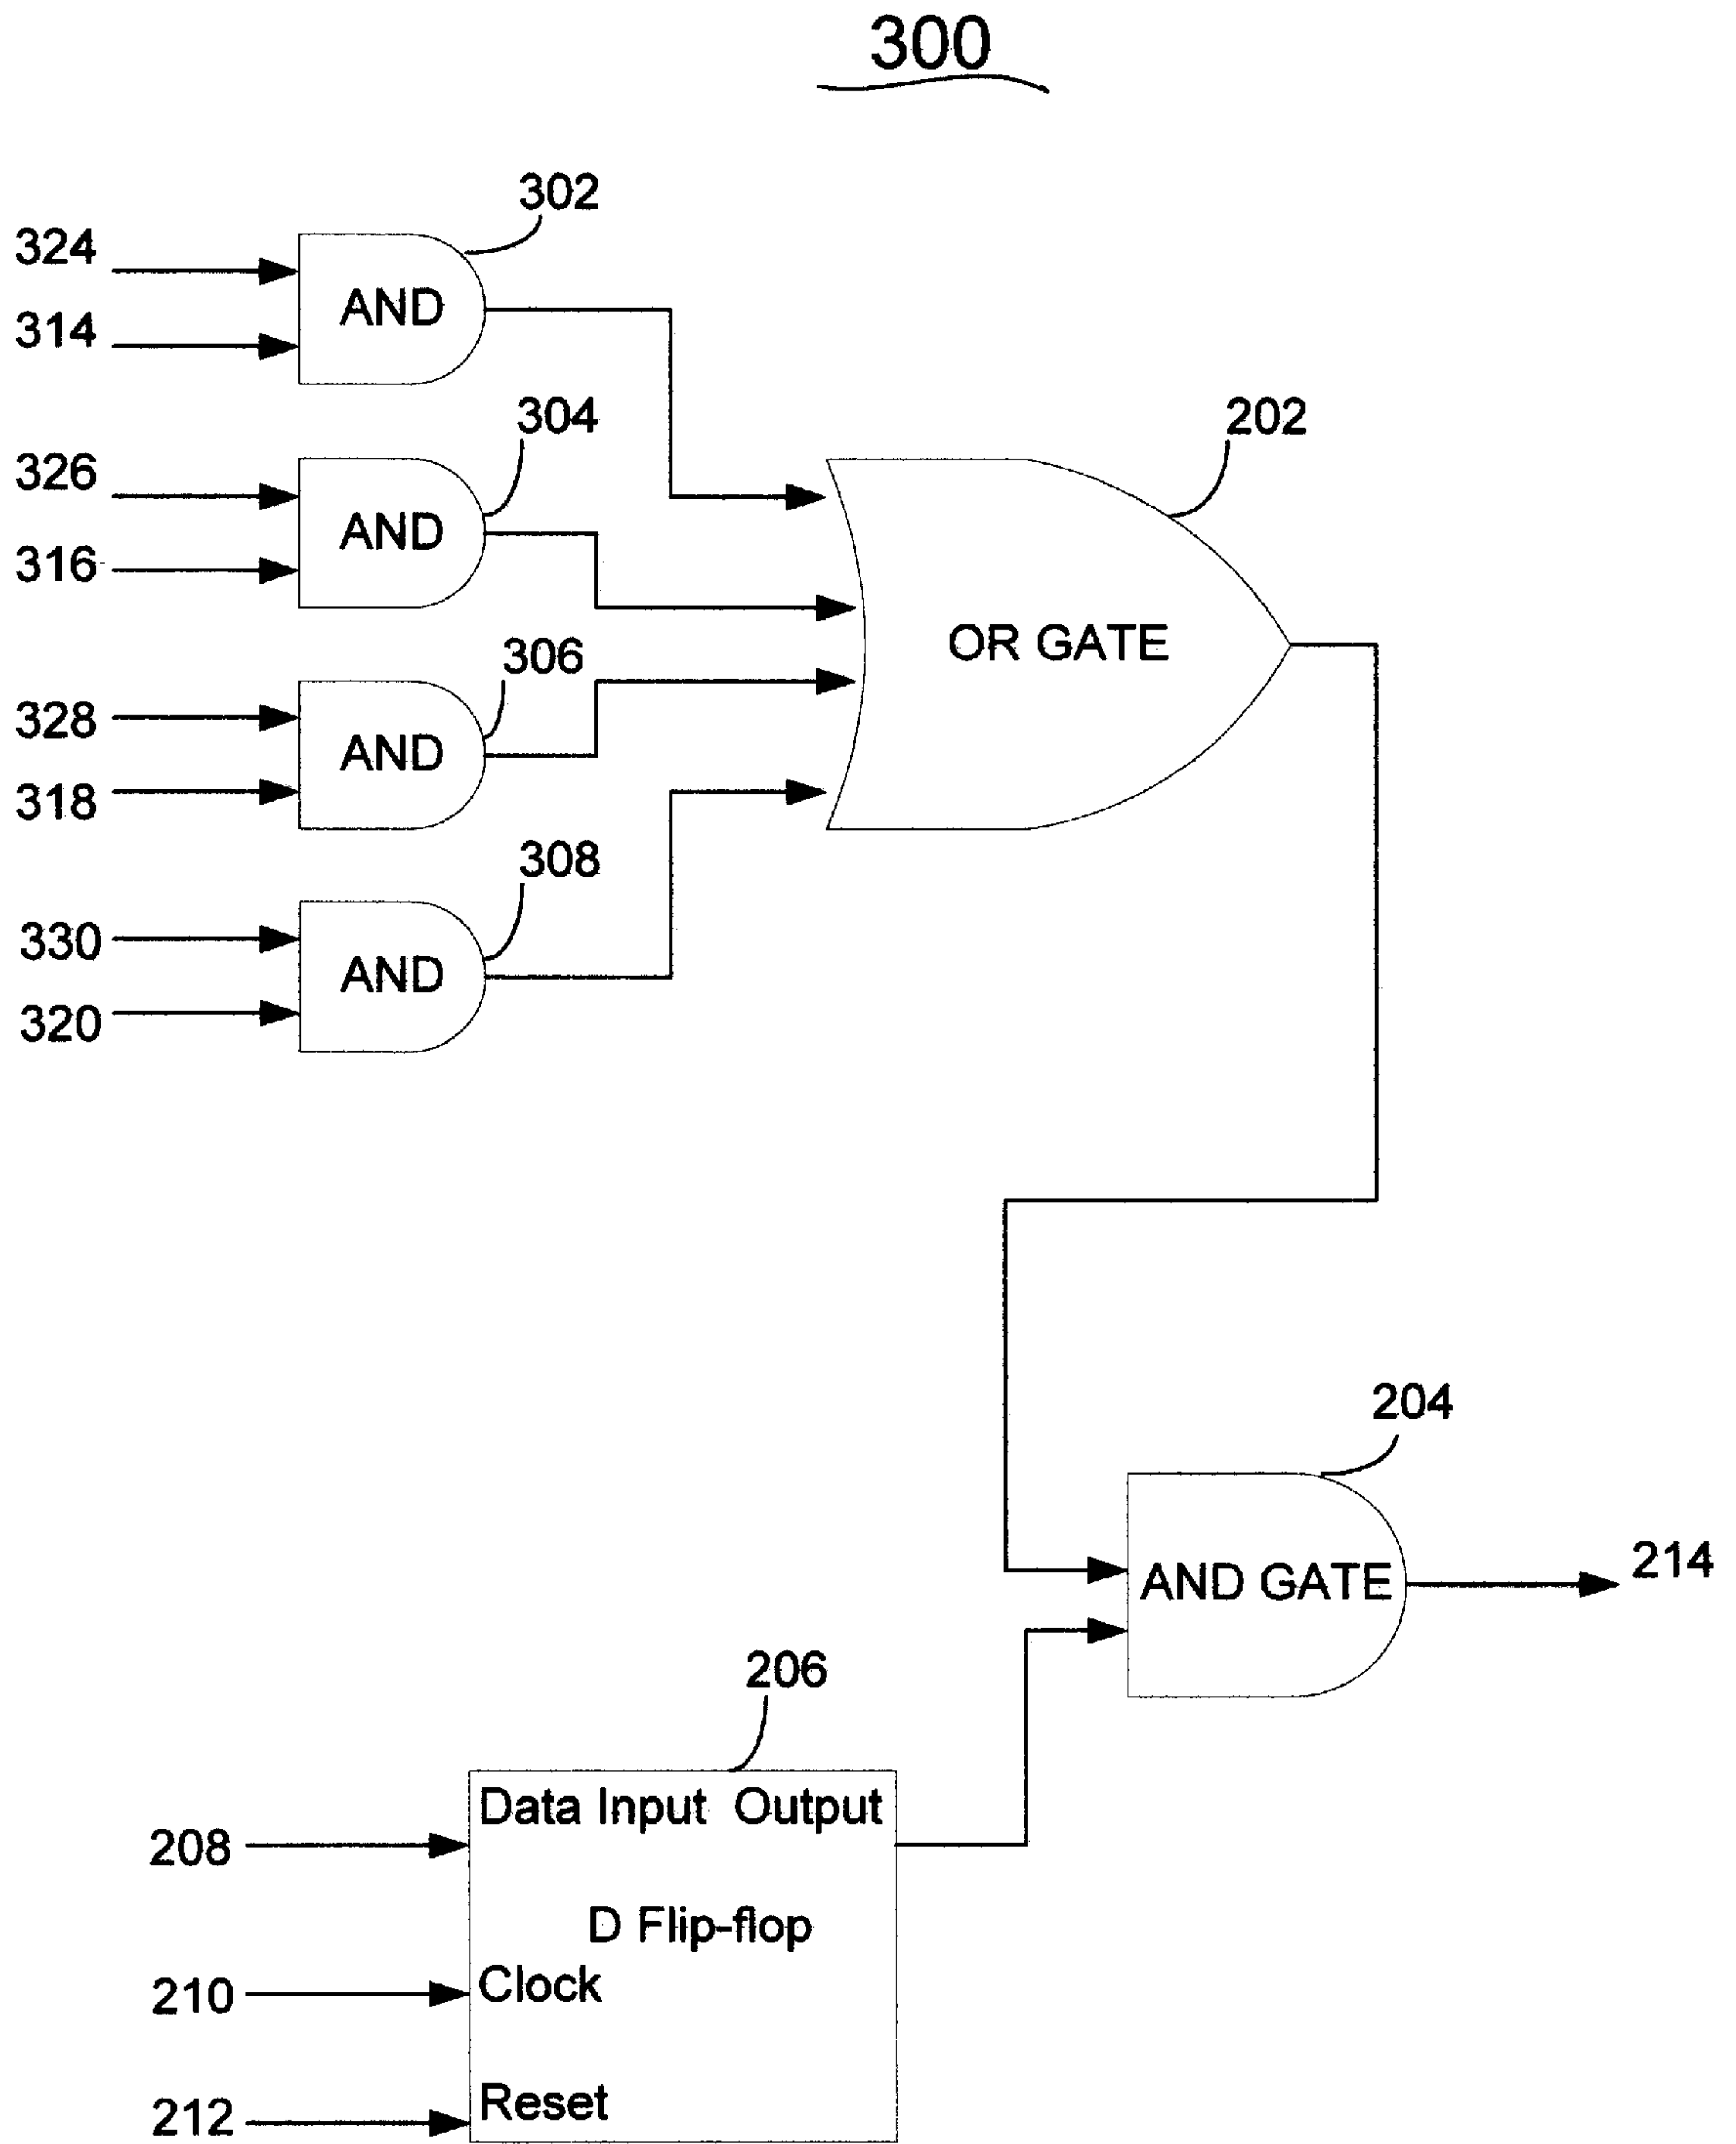 300
302
324
AND
314
304
202
326
AND
316
306
OR GATE
328
AND
318
308
330
AND
320
204
214
AND GATE
206
Data Input Output
208
D Flip-flop
210
Clock
212
Reset